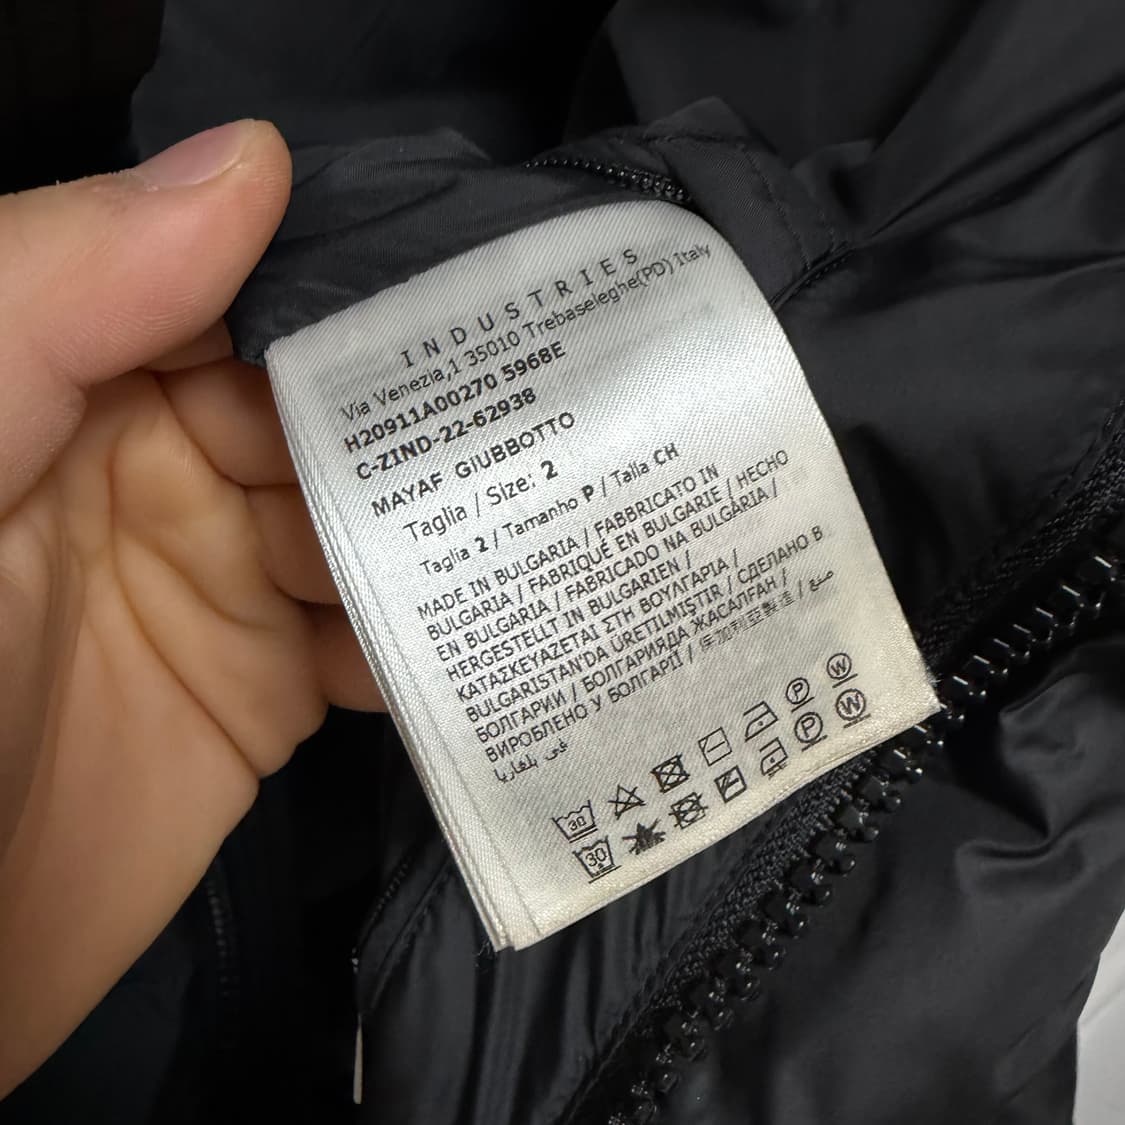 INDUSTRIES
Via Venezia,1 35010 Trebaseleghe(PD) Italy
H20911A00270 5968E
C-ZIND-22-62938
MAYAF GIUBBOTTO
Taglia / Size: 2
Taglia 2 / Tamanho P / Talla CH
MADE IN BULGARIA / FABBRICATO IN
BULGARIA / FABRIQUÉ EN BULGARIE / HECHO
EN BULGARIA / FABRICADO NA BULGÁRIA /
HERGESTELLT IN BULGARIEN /
ΚΑΤΑΣΚΕΥΑΖΕΤΑΙ ΣΤΗ ΒΟΥΛΓΑΡΙΑ /
BULGARISTAN'DA ÜRETILMIŞTIR / СДЕЛАНО В
БОЛГАРИИ / БОЛГАРИЯДА ЖАСАЛҒАН /
ВИРОБЛЕНО У БОЛГАРІЇ / 保加利亚製造 / صنع
في بلغاريا
30 P W
30 P W